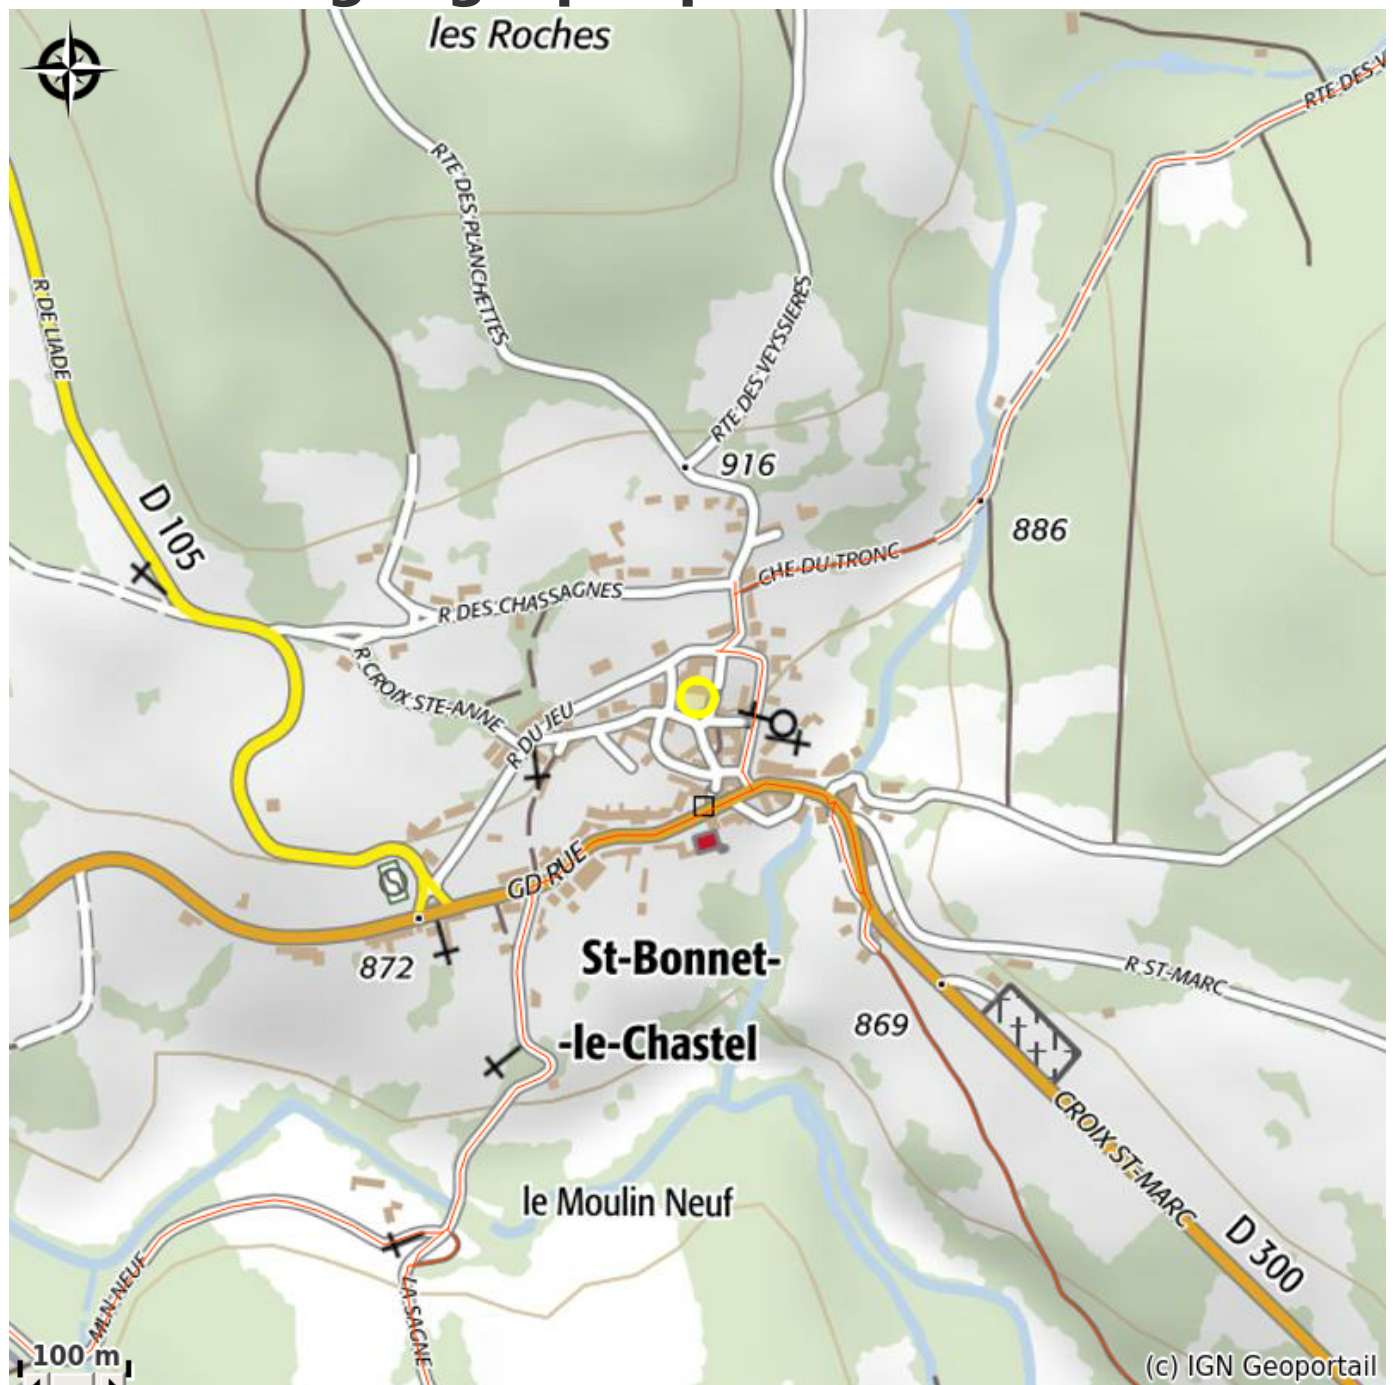 les Roches
RTE DES V
RTE DES PLANCHETTES
R DE LIADE
RTE DES VEYSSIERES
916
D 105
886
CHE DU TRONC
R DES CHASSAGNES
R CROIX STE-ANNE
R DU JEU
GD RUE
872
St-Bonnet-
-le-Chastel
R ST-MARC
869
CROIX ST-MARC
le Moulin Neuf
D 300
MLN NEUF
LA SAGNE
100 m
(c) IGN Geoportail